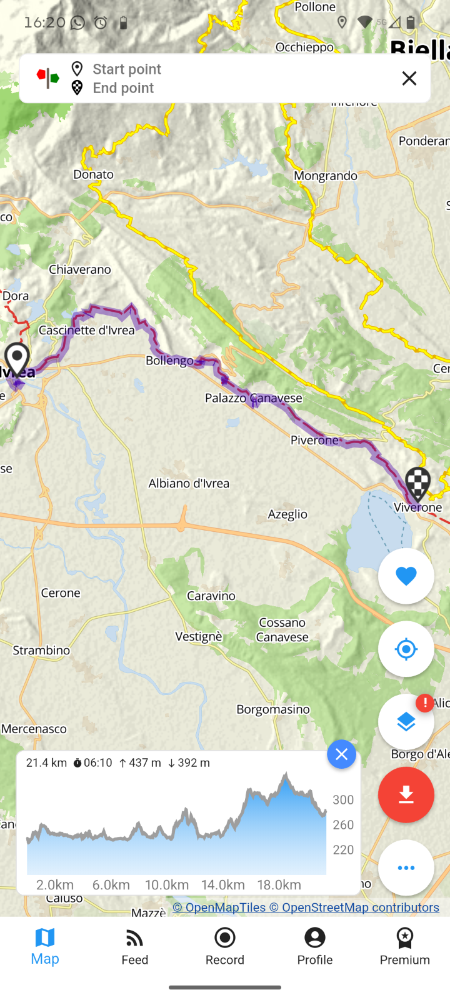 16:20
5G
Pollone
Occhieppo
Biella
Start point
End point
Inferiore
Ponderan
Donato
Mongrando
co
Chiaverano
Dora
Cascinette d'Ivrea
Bollengo
Ivrea
Cer
e
Palazzo Canavese
Piverone
se
Albiano d'Ivrea
Viverone
Azeglio
Cerone
Caravino
Cossano
Canavese
Vestignè
Strambino
Borgomasino
Alic
Mercenasco
Borgo d'Ale
21.4 km 06:10 ↑ 437 m ↓ 392 m
300
an
260
220
2.0km 6.0km 10.0km 14.0km 18.0km
no
Caluso
Mazzè
© OpenMapTiles © OpenStreetMap contributors
Map Feed Record Profile Premium